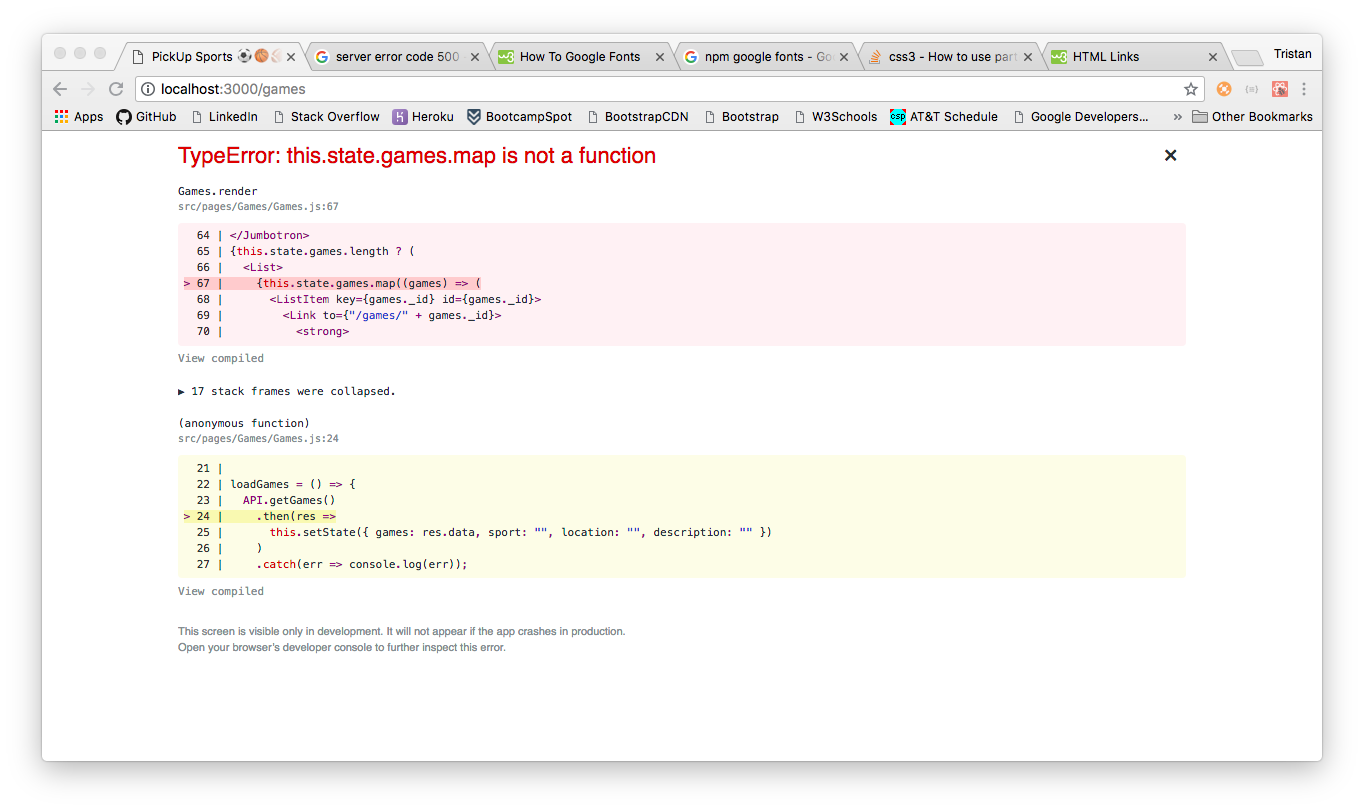 PickUp Sports ⚽🏀⚾ server error code 500 How To Google Fonts npm google fonts - Go css3 - How to use part HTML Links Tristan
localhost:3000/games
Apps GitHub LinkedIn Stack Overflow Heroku BootcampSpot BootstrapCDN Bootstrap W3Schools AT&T Schedule Google Developers... » Other Bookmarks
TypeError: this.state.games.map is not a function
Games.render
src/pages/Games/Games.js:67
64 | </Jumbotron>
65 | {this.state.games.length ? (
66 |   <List>
> 67 |     {this.state.games.map((games) => (
68 |       <ListItem key={games._id} id={games._id}>
69 |         <Link to={"/games/" + games._id}>
70 |           <strong>
View compiled
▶ 17 stack frames were collapsed.
(anonymous function)
src/pages/Games/Games.js:24
21 |
22 | loadGames = () => {
23 |   API.getGames()
> 24 |     .then(res =>
25 |       this.setState({ games: res.data, sport: "", location: "", description: "" })
26 |     )
27 |     .catch(err => console.log(err));
View compiled
This screen is visible only in development. It will not appear if the app crashes in production.
Open your browser's developer console to further inspect this error.